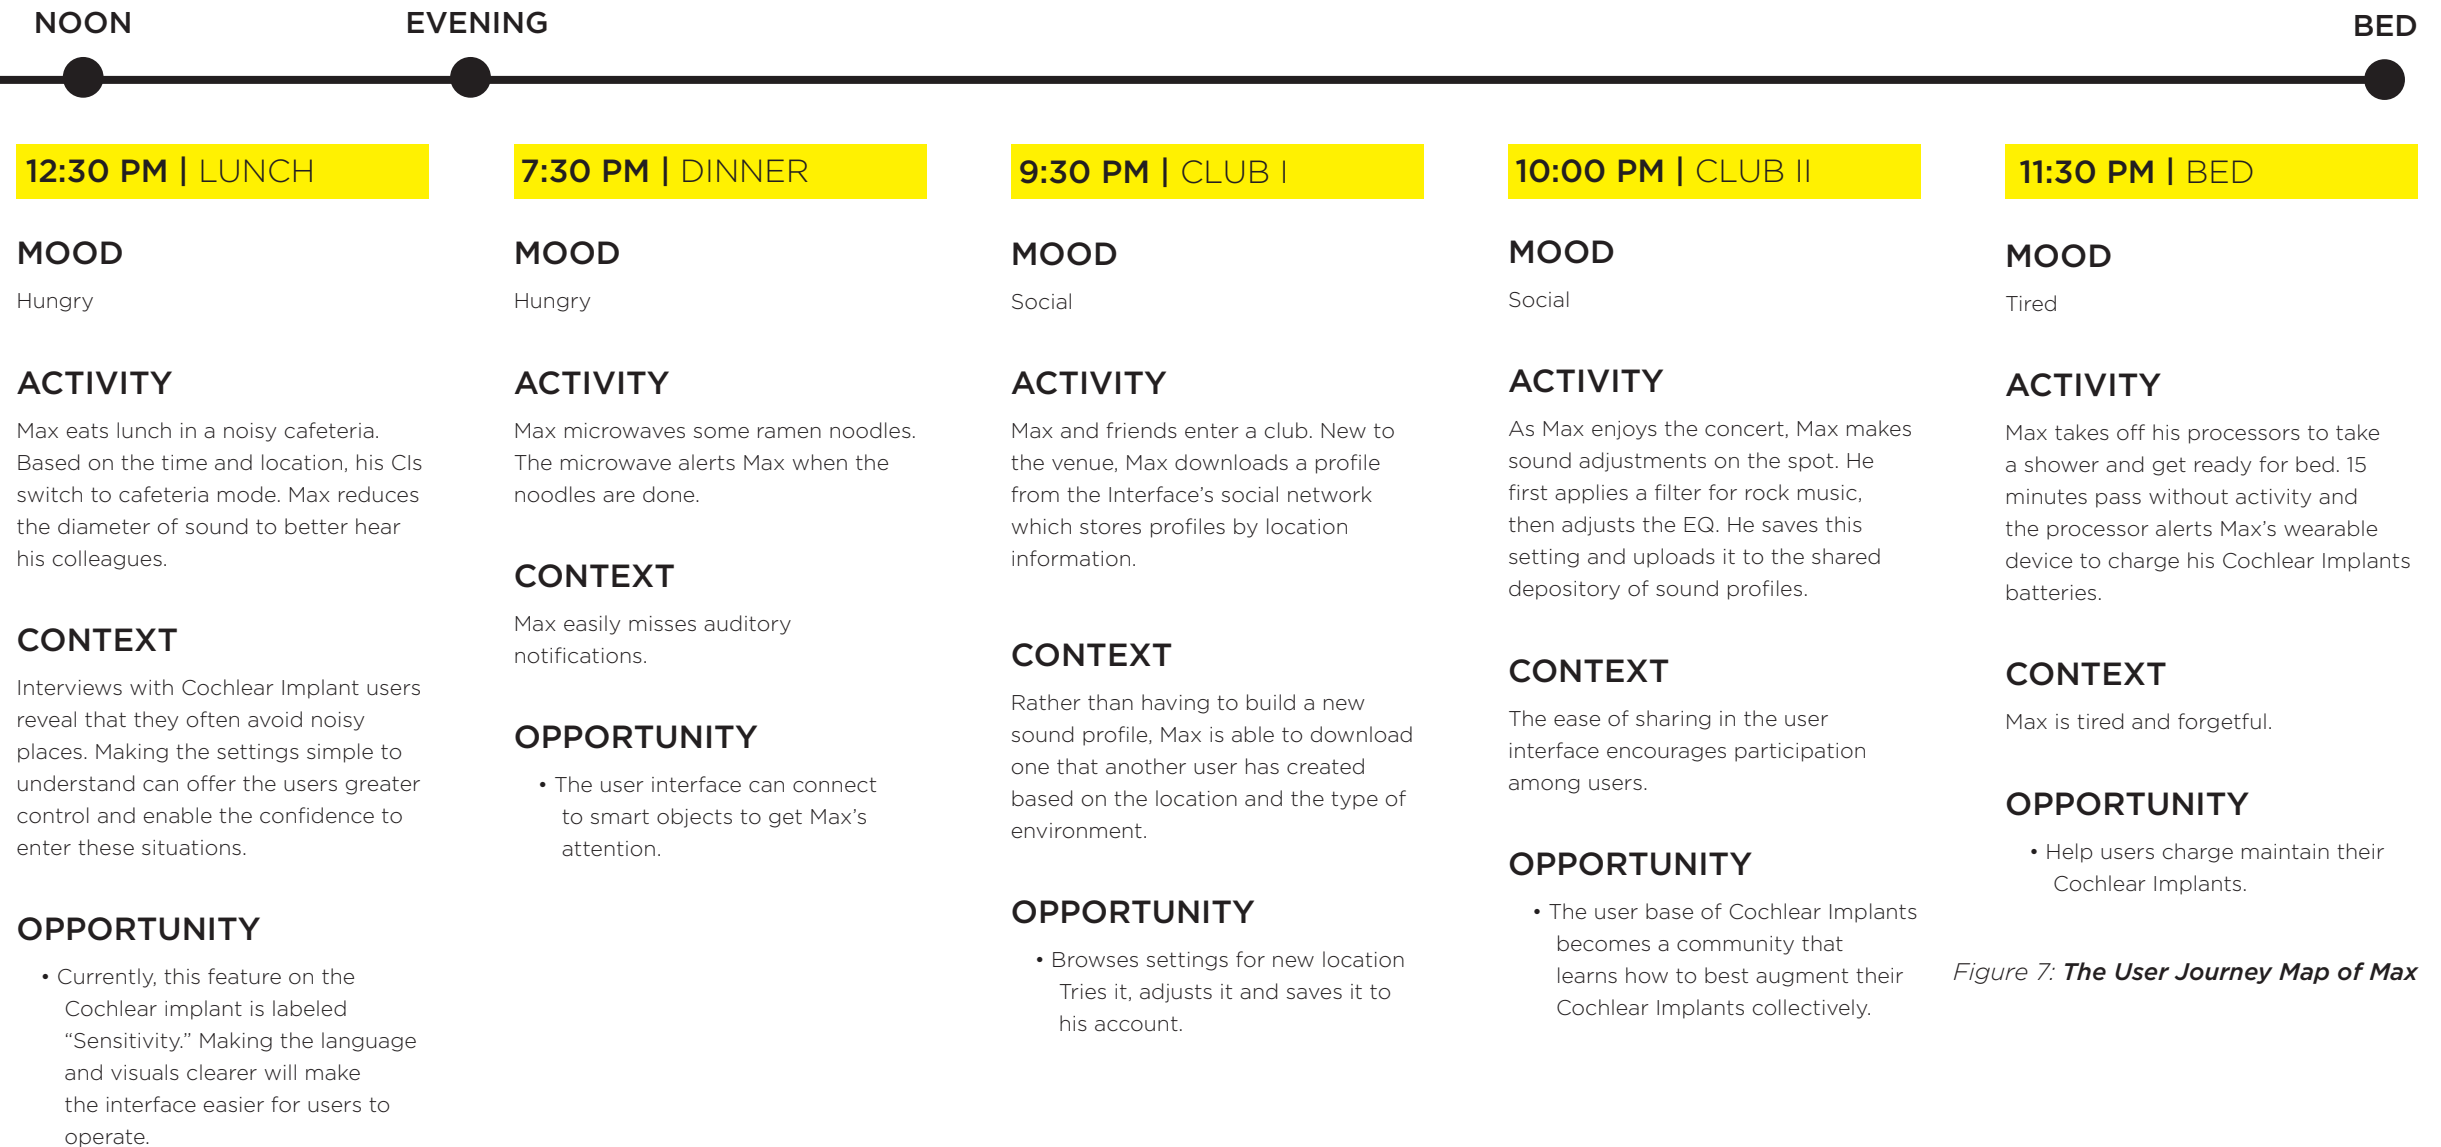 NOON
EVENING
BED
12:30 PM | LUNCH
MOOD
Hungry
ACTIVITY
Max eats lunch in a noisy cafeteria.
Based on the time and location, his CIs
switch to cafeteria mode. Max reduces
the diameter of sound to better hear
his colleagues.
CONTEXT
Interviews with Cochlear Implant users
reveal that they often avoid noisy
places. Making the settings simple to
understand can offer the users greater
control and enable the confidence to
enter these situations.
OPPORTUNITY
• Currently, this feature on the
Cochlear implant is labeled
“Sensitivity.” Making the language
and visuals clearer will make
the interface easier for users to
operate.
7:30 PM | DINNER
MOOD
Hungry
ACTIVITY
Max microwaves some ramen noodles.
The microwave alerts Max when the
noodles are done.
CONTEXT
Max easily misses auditory
notifications.
OPPORTUNITY
• The user interface can connect
to smart objects to get Max’s
attention.
9:30 PM | CLUB I
MOOD
Social
ACTIVITY
Max and friends enter a club. New to
the venue, Max downloads a profile
from the Interface’s social network
which stores profiles by location
information.
CONTEXT
Rather than having to build a new
sound profile, Max is able to download
one that another user has created
based on the location and the type of
environment.
OPPORTUNITY
• Browses settings for new location
Tries it, adjusts it and saves it to
his account.
10:00 PM | CLUB II
MOOD
Social
ACTIVITY
As Max enjoys the concert, Max makes
sound adjustments on the spot. He
first applies a filter for rock music,
then adjusts the EQ. He saves this
setting and uploads it to the shared
depository of sound profiles.
CONTEXT
The ease of sharing in the user
interface encourages participation
among users.
OPPORTUNITY
• The user base of Cochlear Implants
becomes a community that
learns how to best augment their
Cochlear Implants collectively.
11:30 PM | BED
MOOD
Tired
ACTIVITY
Max takes off his processors to take
a shower and get ready for bed. 15
minutes pass without activity and
the processor alerts Max’s wearable
device to charge his Cochlear Implants
batteries.
CONTEXT
Max is tired and forgetful.
OPPORTUNITY
• Help users charge maintain their
Cochlear Implants.
Figure 7: The User Journey Map of Max